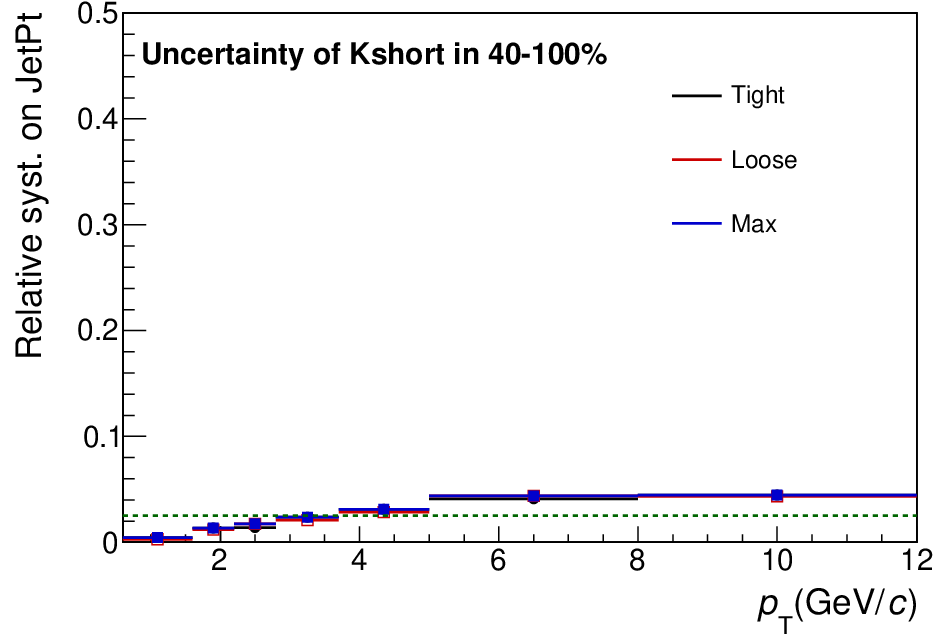 Relative syst. on JetPt
0.5
0.4
0.3
0.2
0.1
0
Uncertainty of Kshort in 40-100%
Tight
Loose
Max
2 4 6 8 10 12
pT(GeV/c)